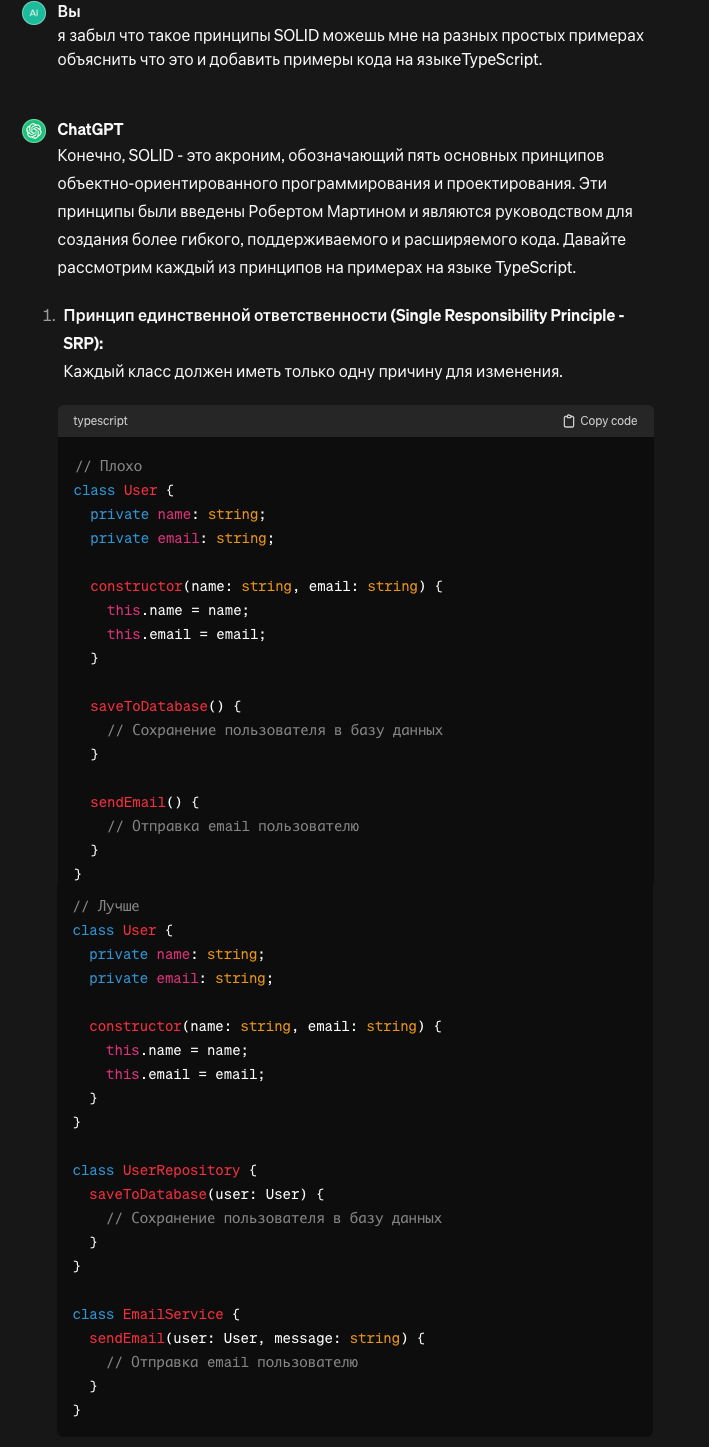 AI
Вы
я забыл что такое принципы SOLID можешь мне на разных простых примерах
объяснить что это и добавить примеры кода на языкеTypeScript.
ChatGPT
Конечно, SOLID - это акроним, обозначающий пять основных принципов
объектно-ориентированного программирования и проектирования. Эти
принципы были введены Робертом Мартином и являются руководством для
создания более гибкого, поддерживаемого и расширяемого кода. Давайте
рассмотрим каждый из принципов на примерах на языке TypeScript.
1. Принцип единственной ответственности (Single Responsibility Principle -
SRP):
Каждый класс должен иметь только одну причину для изменения.
typescript Copy code
// Плохо
class User {
  private name: string;
  private email: string;

  constructor(name: string, email: string) {
    this.name = name;
    this.email = email;
  }

  saveToDatabase() {
    // Сохранение пользователя в базу данных
  }

  sendEmail() {
    // Отправка email пользователю
  }
}
// Лучше
class User {
  private name: string;
  private email: string;

  constructor(name: string, email: string) {
    this.name = name;
    this.email = email;
  }
}

class UserRepository {
  saveToDatabase(user: User) {
    // Сохранение пользователя в базу данных
  }
}

class EmailService {
  sendEmail(user: User, message: string) {
    // Отправка email пользователю
  }
}